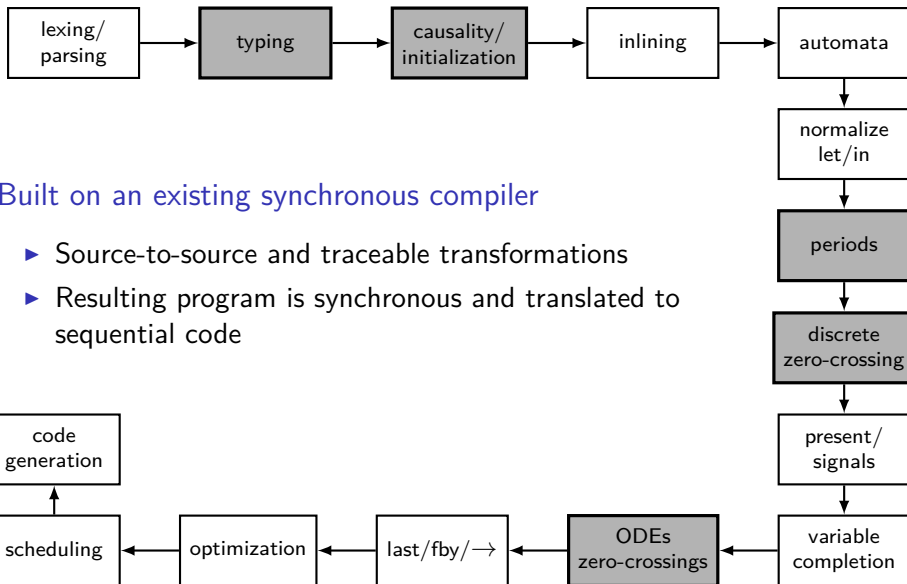 lexing/
parsing
typing
causality/
initialization
inlining
automata
normalize
let/in
Built on an existing synchronous compiler
▶ Source-to-source and traceable transformations
▶ Resulting program is synchronous and translated to
sequential code
periods
discrete
zero-crossing
present/
signals
variable
completion
ODEs
zero-crossings
last/fby/→
optimization
scheduling
code
generation